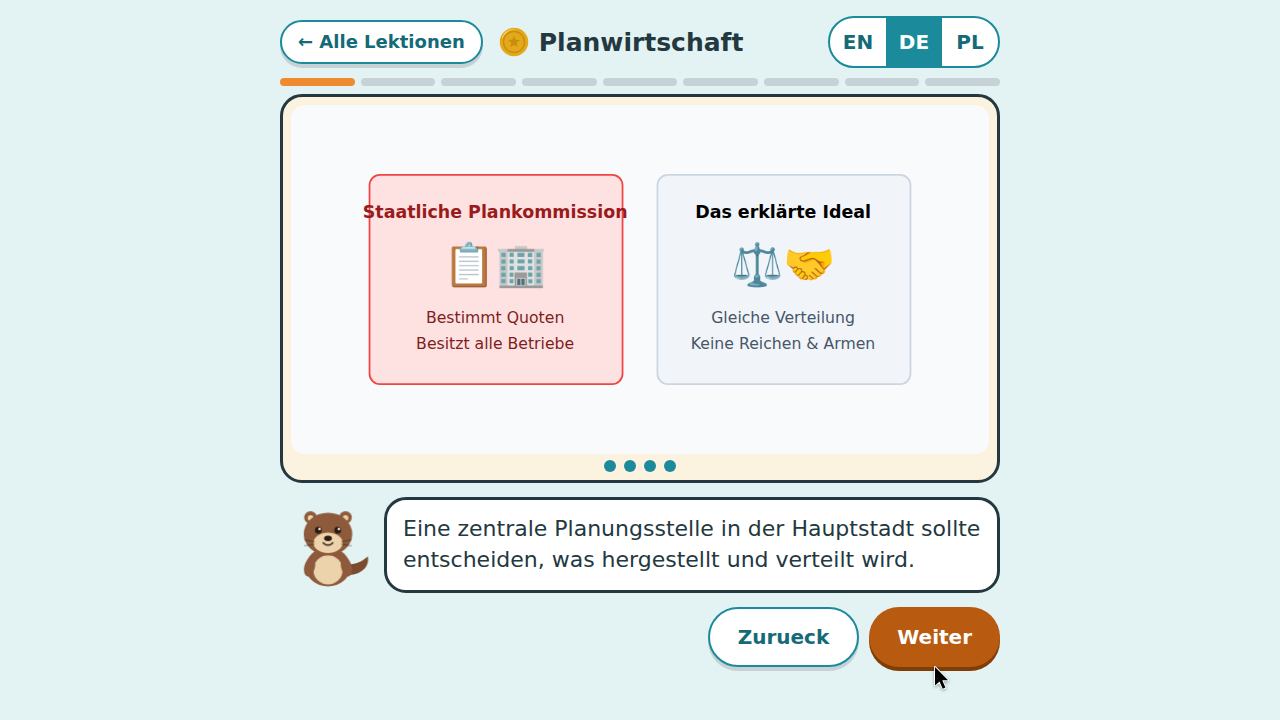 ← Alle Lektionen
Planwirtschaft
EN DE PL
Staatliche Plankommission
Bestimmt Quoten
Besitzt alle Betriebe
Das erklärte Ideal
Gleiche Verteilung
Keine Reichen & Armen
Eine zentrale Planungsstelle in der Hauptstadt sollte
entscheiden, was hergestellt und verteilt wird.
Zurueck
Weiter